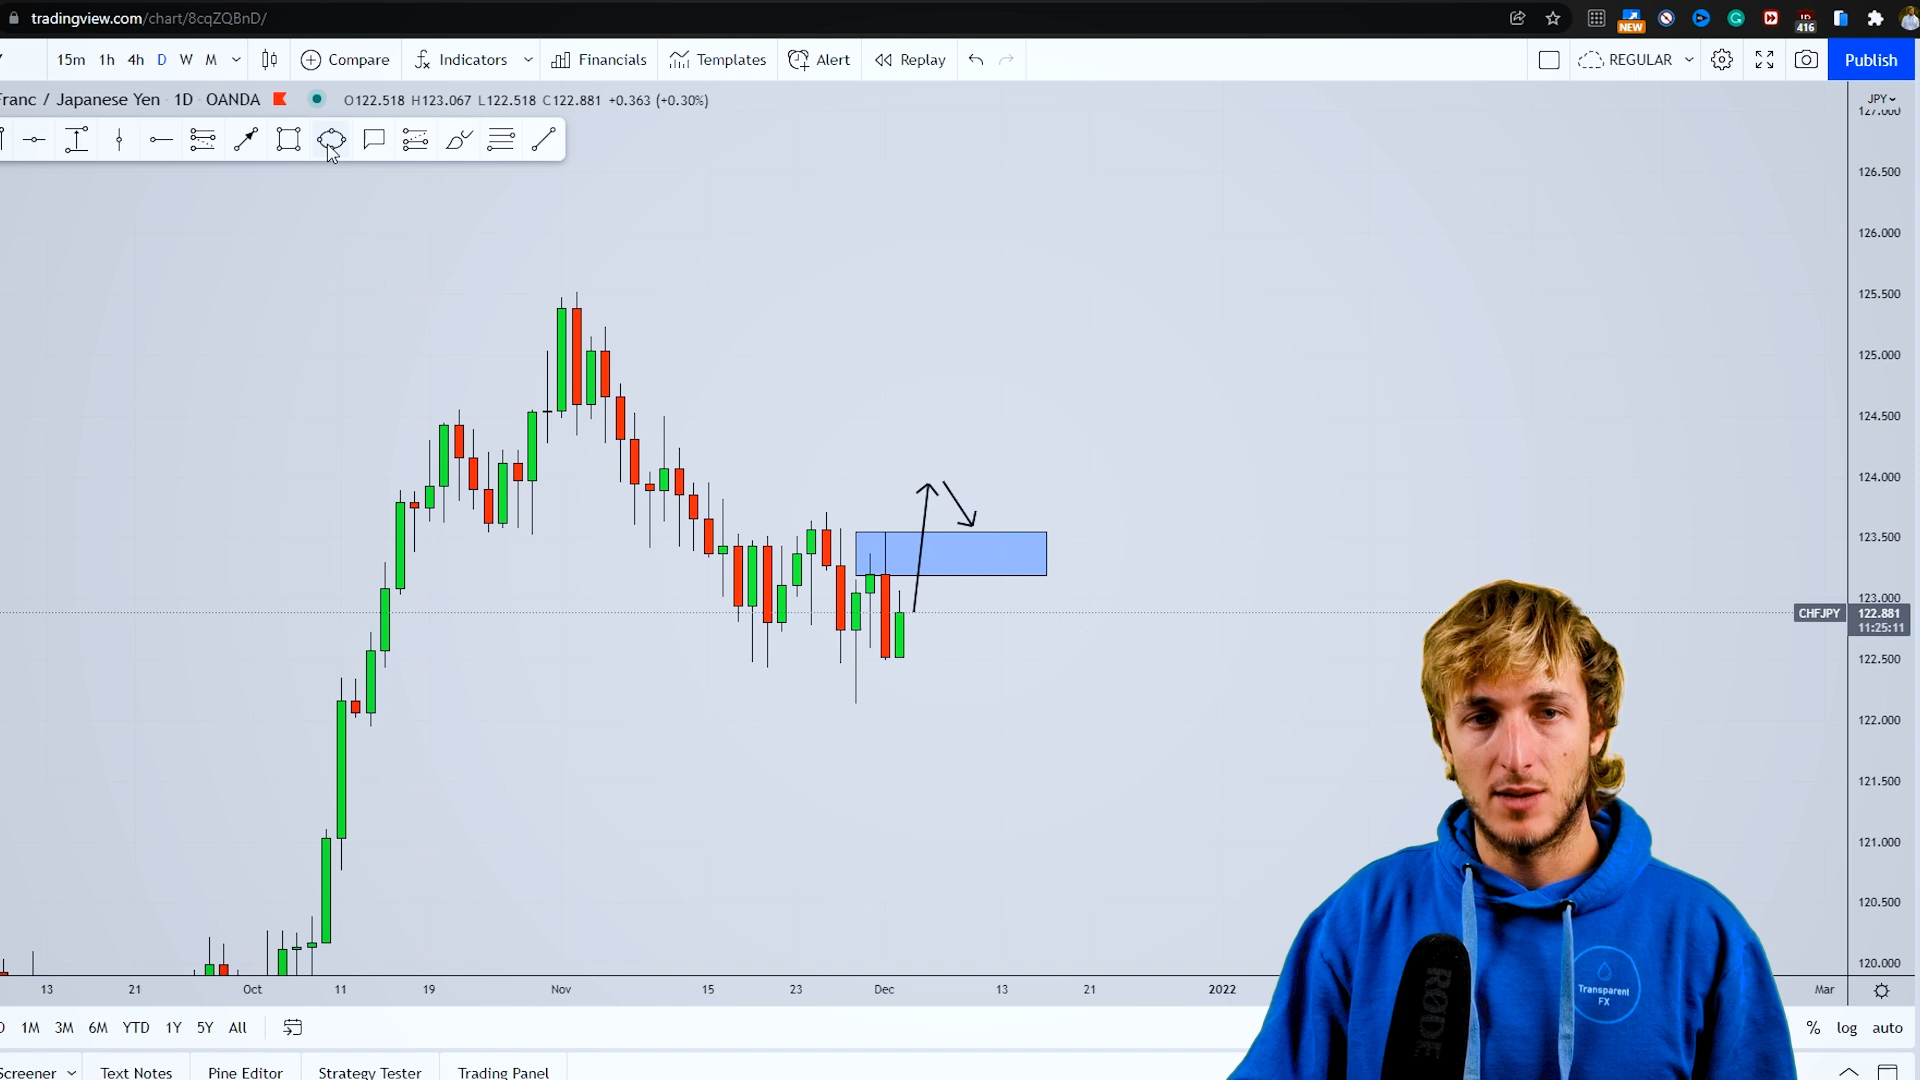 tradingview.com/chart/8cqZQBnD/
NEW
416
15m 1h 4h D W M Compare Indicators Financials Templates Alert Replay REGULAR Publish
Franc / Japanese Yen 1D OANDA O122.518 H123.067 L122.518 C122.881 +0.363 (+0.30%)
JPY
127.000
126.500
126.000
125.500
125.000
124.500
124.000
123.500
123.000
CHFJPY 122.881
11:25:11
122.500
122.000
121.500
121.000
120.500
120.000
RØDE
Transparent
FX
13 21 Oct 11 19 Nov 15 23 Dec 13 21 2022 Mar
1M 3M 6M YTD 1Y 5Y All % log auto
Screener Text Notes Pine Editor Strategy Tester Trading Panel